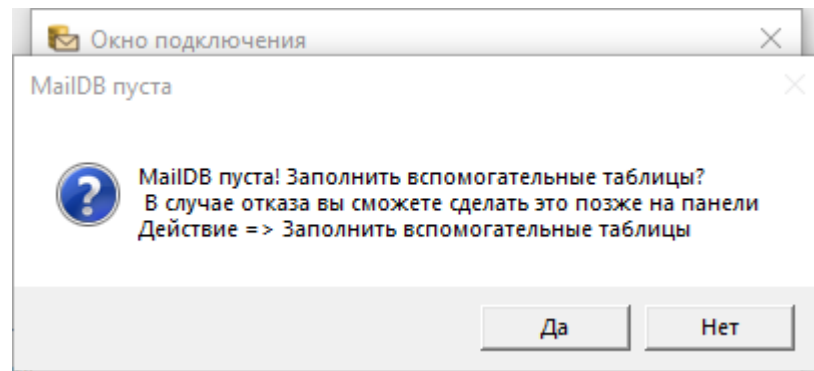 Окно подключения
MailDB пуста
MailDB пуста! Заполнить вспомогательные таблицы?
В случае отказа вы сможете сделать это позже на панели
Действие => Заполнить вспомогательные таблицы
Да
Нет